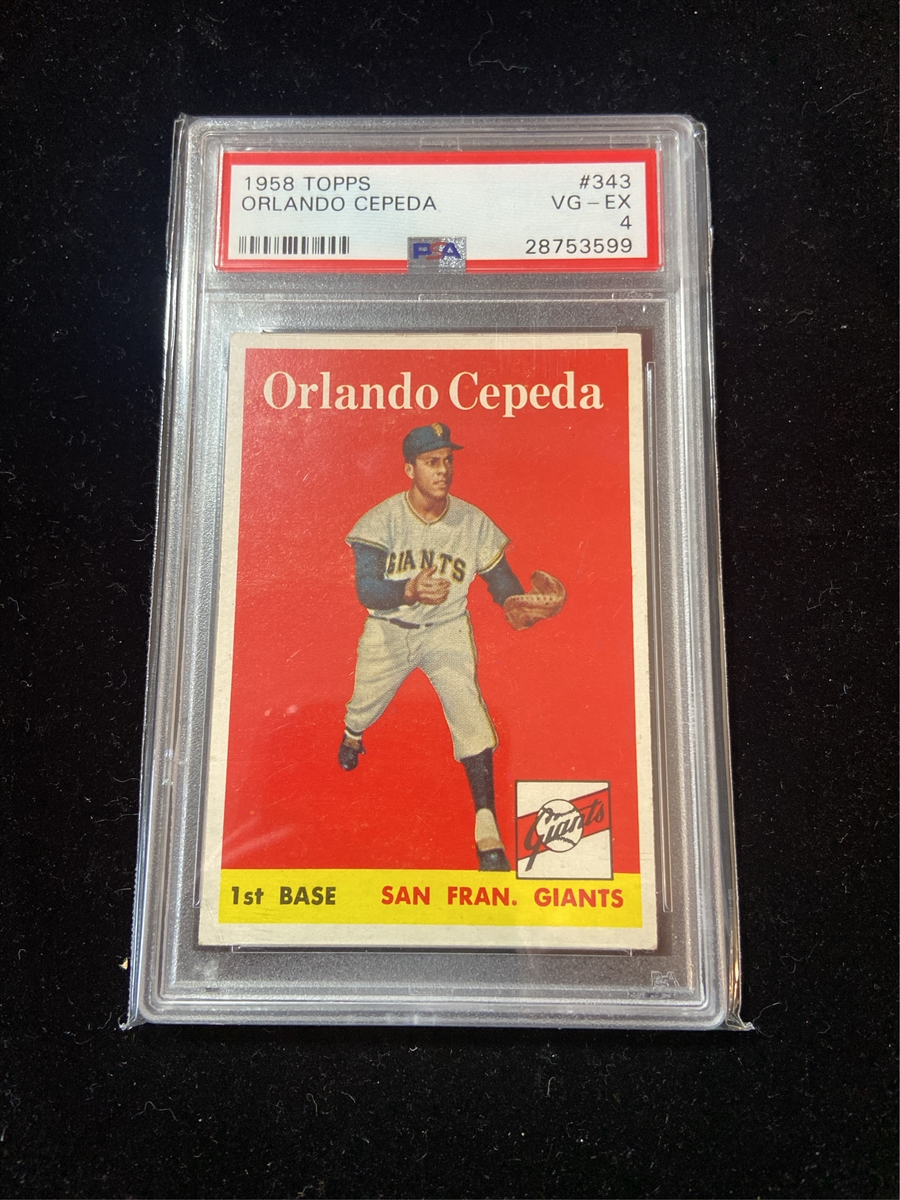 1958 TOPPS #343
ORLANDO CEPEDA VG - EX
4
PSA 28753599
Orlando Cepeda
GIANTS
Giants
1st BASE SAN FRAN. GIANTS
PSA